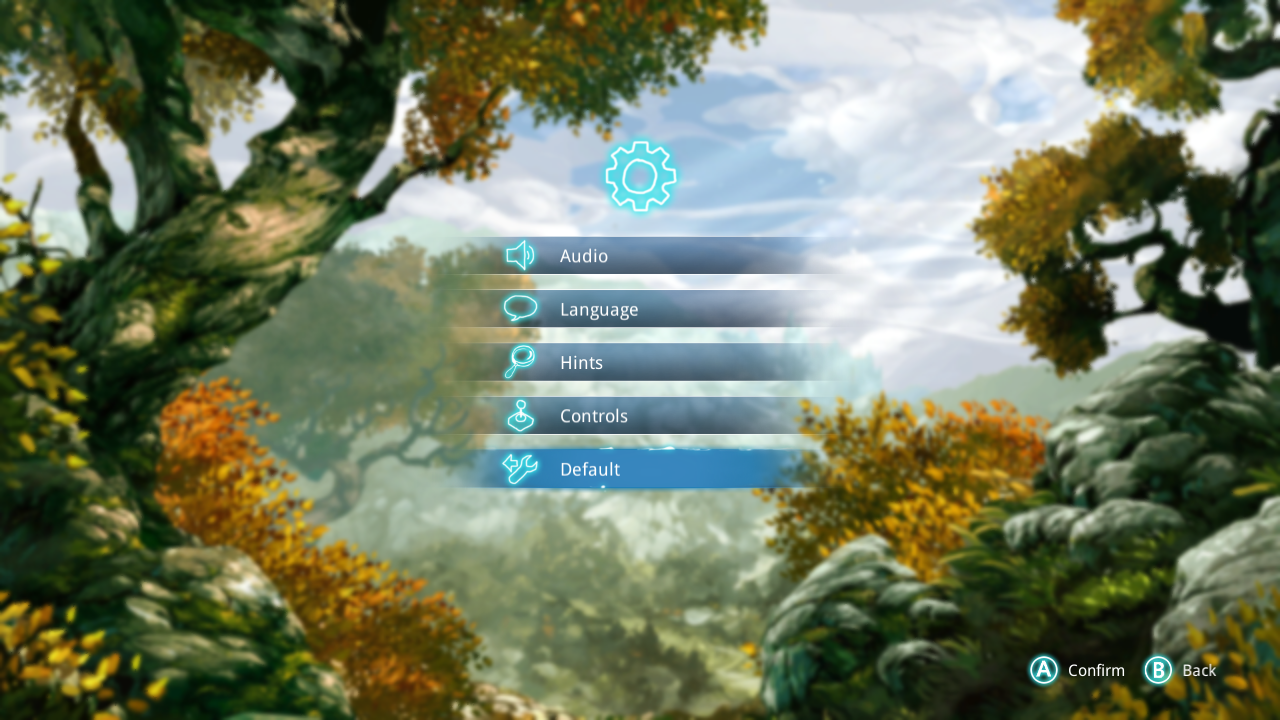 Audio
Language
Hints
Controls
Default
A Confirm B Back